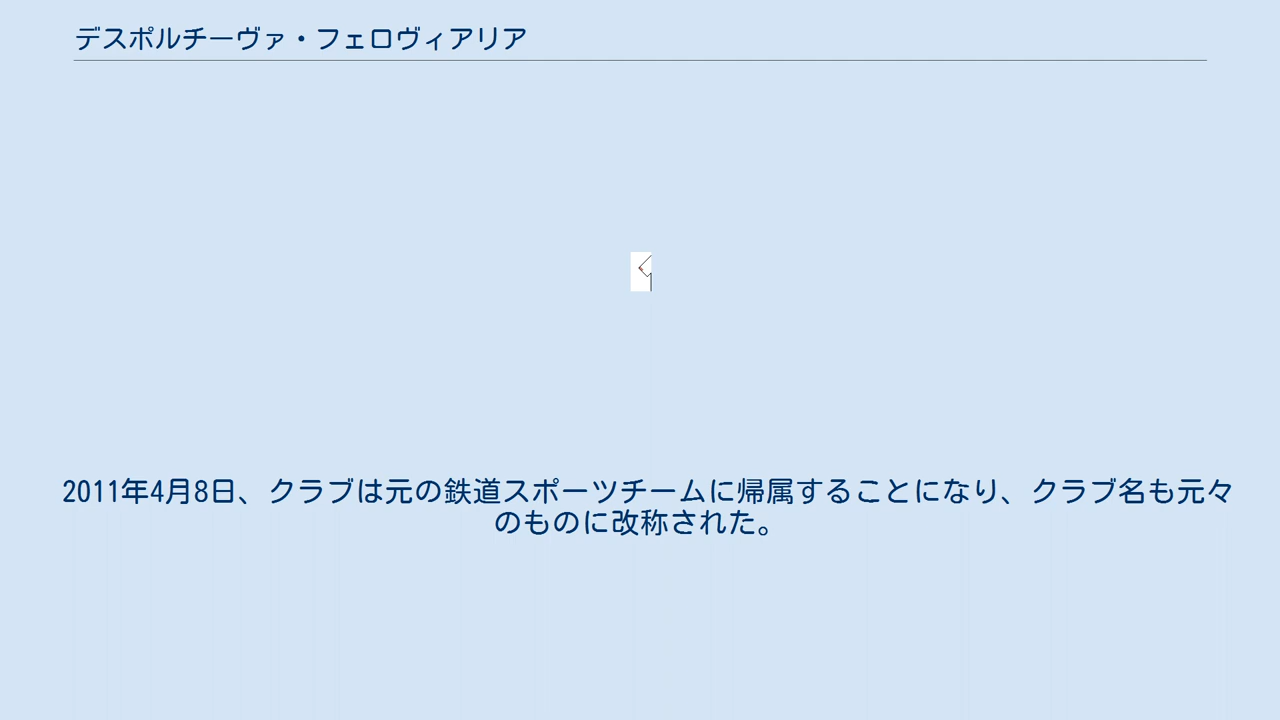 デスポルチーヴァ・フェロヴィアリア
2011年4月8日、クラブは元の鉄道スポーツチームに帰属することになり、クラブ名も元々
のものに改称された。